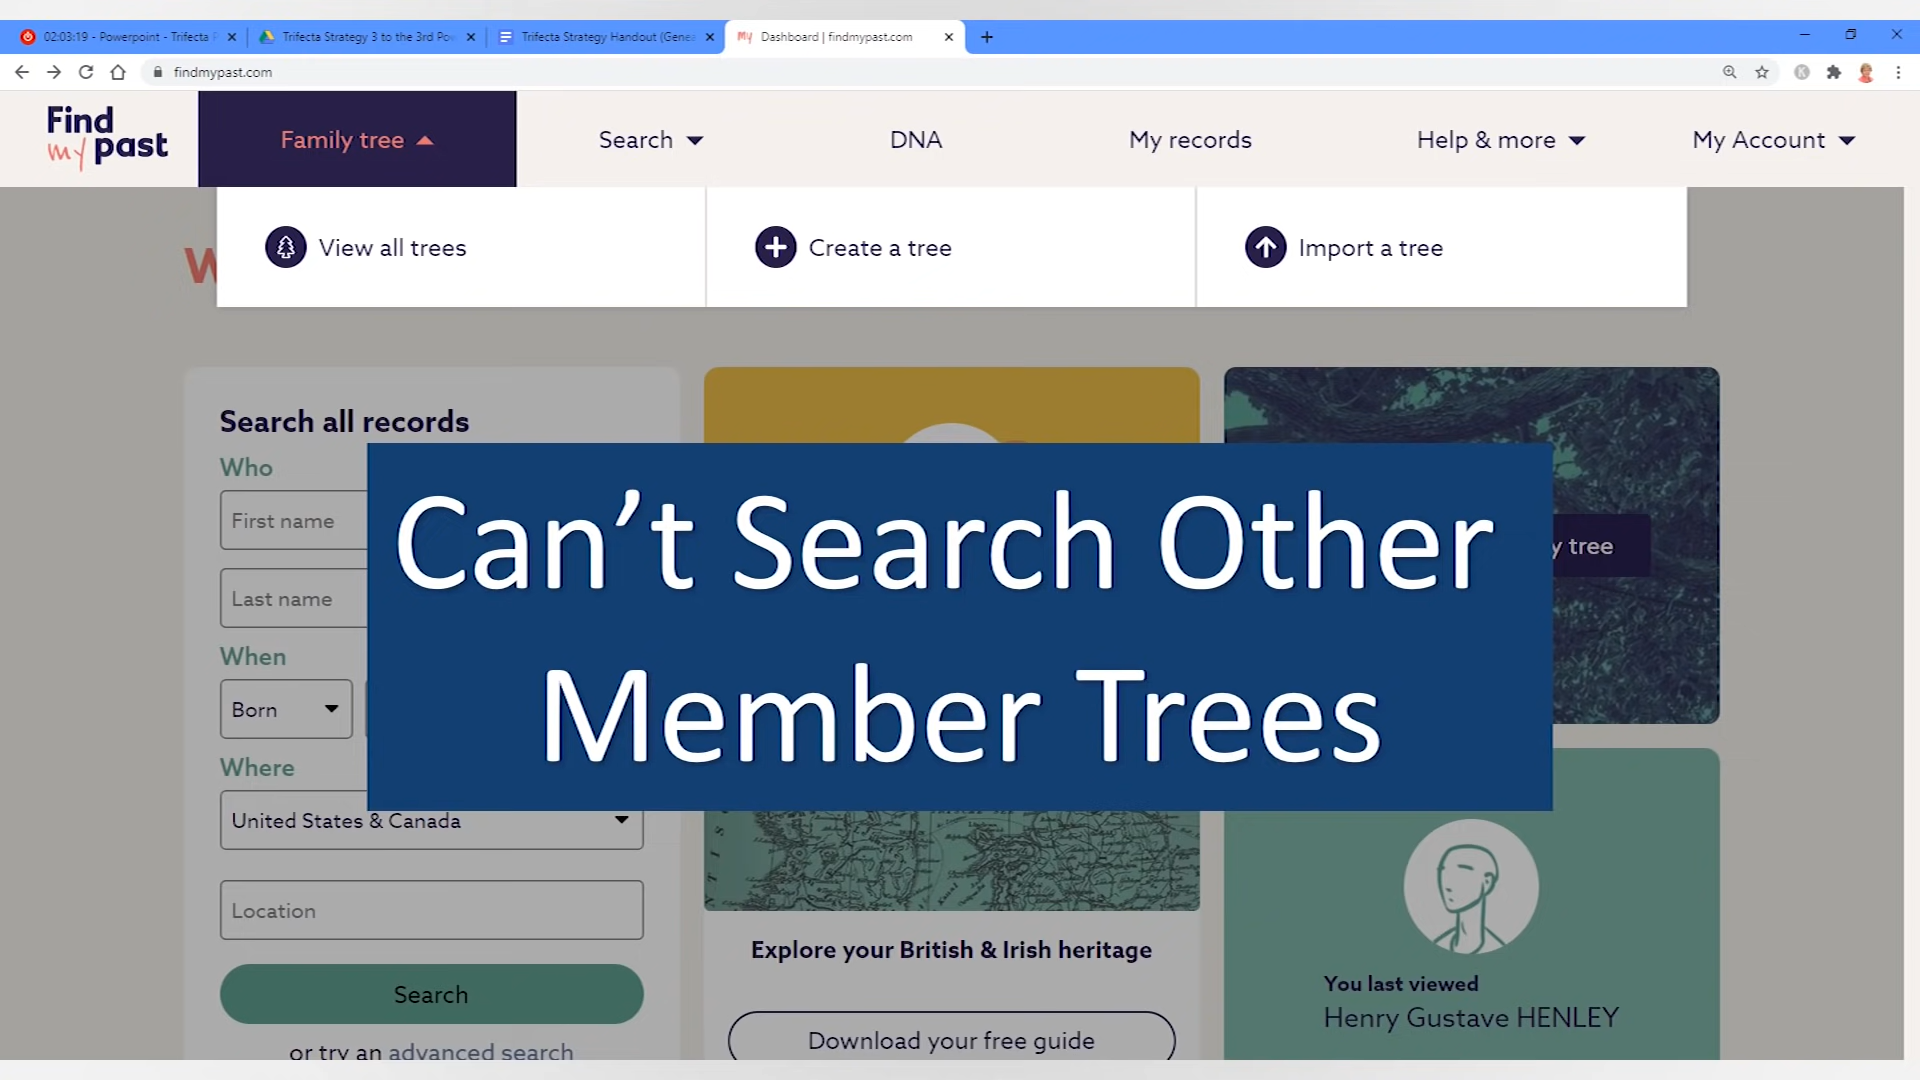 02:03:19 - Powerpoint - Trifecta
Trifecta Strategy 3 to the 3rd Po
Trifecta Strategy Handout (Genea
My Dashboard | findmypast.com
findmypast.com
Find
my past
Family tree
Search
DNA
My records
Help & more
My Account
View all trees
Create a tree
Import a tree
W
Search all records
Who
First name
Last name
When
Born
Where
United States & Canada
Location
Search
or try an advanced search
Can’t Search Other
Member Trees
y tree
Explore your British & Irish heritage
Download your free guide
You last viewed
Henry Gustave HENLEY